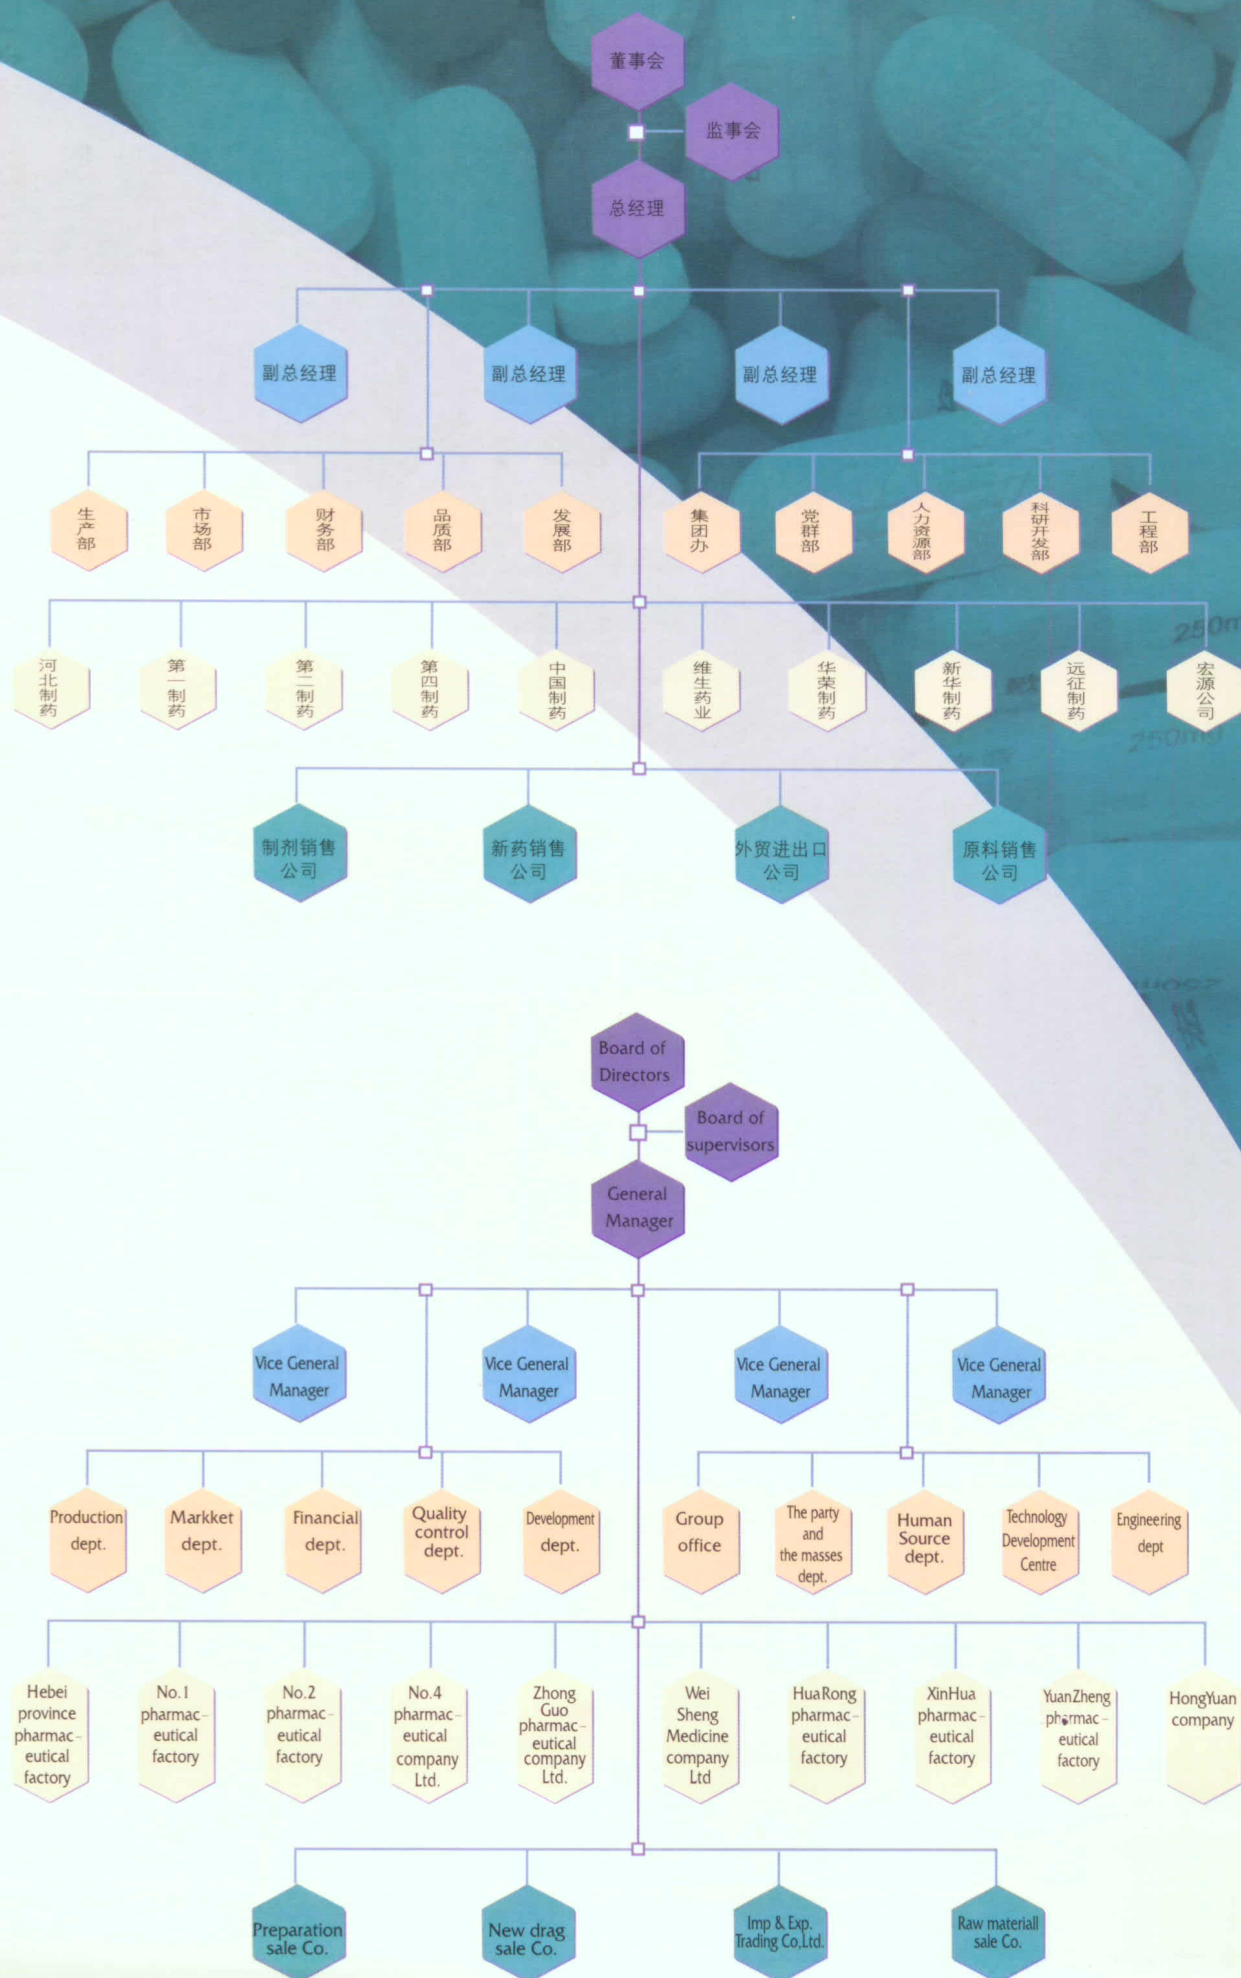 董事会
监事会
总经理
副总经理
副总经理
副总经理
副总经理
生产部
市场部
财务部
品质部
发展部
集团办
党群部
人力资源部
科研开发部
工程部
河北制药
第一制药
第二制药
第四制药
中国制药
维生药业
华荣制药
新华制药
远征制药
宏源公司
250m
250mg
制剂销售
公司
新药销售
公司
外贸进出口
公司
原料销售
公司
Board of
Directors
Board of
supervisors
General
Manager
Vice General
Manager
Vice General
Manager
Vice General
Manager
Vice General
Manager
Production
dept.
Markket
dept.
Financial
dept.
Quality
control
dept.
Development
dept.
Group
office
The party
and
the masses
dept.
Human
Source
dept.
Technology
Development
Centre
Engineering
dept
Hebei
province
pharmac-
eutical
factory
No.1
pharmac-
eutical
factory
No.2
pharmac-
eutical
factory
No.4
pharmac-
eutical
company
Ltd.
Zhong
Guo
pharmac-
eutical
company
Ltd.
Wei
Sheng
Medicine
company
Ltd
HuaRong
pharmac-
eutical
factory
XinHua
pharmac-
eutical
factory
YuanZheng
pharmac-
eutical
factory
HongYuan
company
Preparation
sale Co.
New drag
sale Co.
Imp & Exp.
Trading Co,Ltd.
Raw materiall
sale Co.